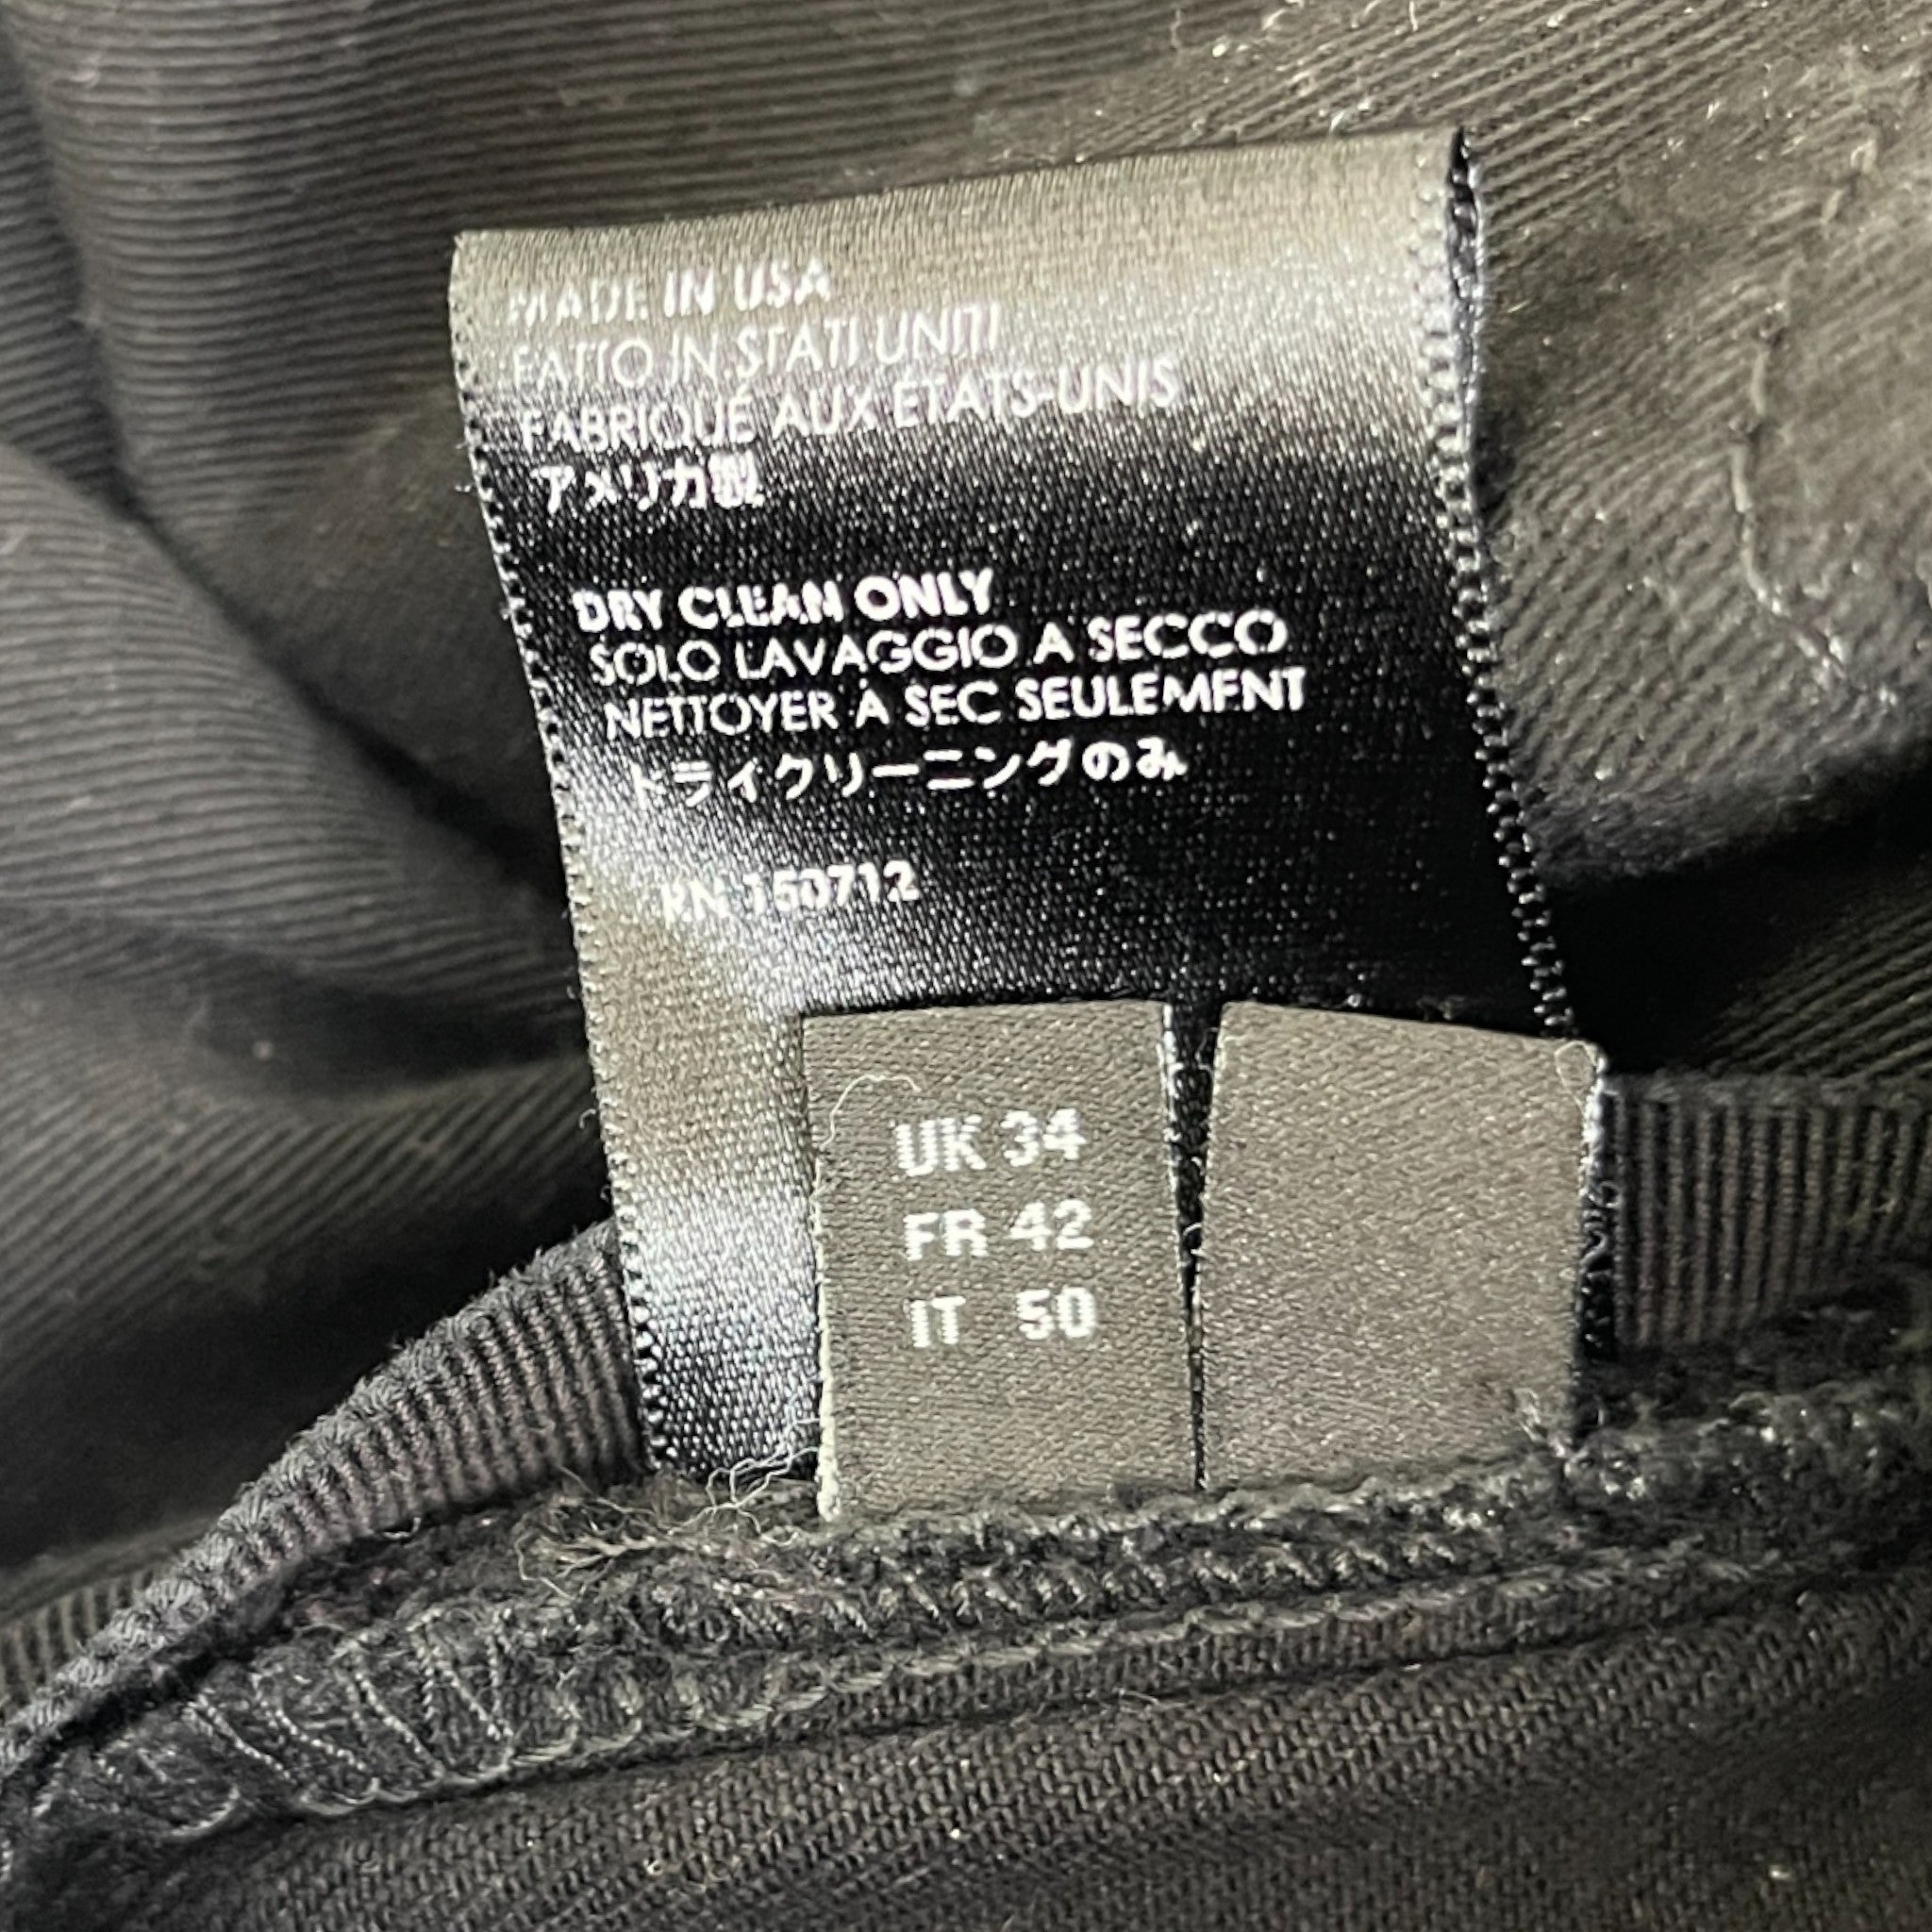 MADE IN USA
FATTO IN STATI UNITI
FABRIQUÉ AUX ÉTATS-UNIS
アメリカ製
DRY CLEAN ONLY
SOLO LAVAGGIO A SECCO
NETTOYER À SEC SEULEMENT
ドライクリーニングのみ
RN 150712
UK 34
FR 42
IT 50